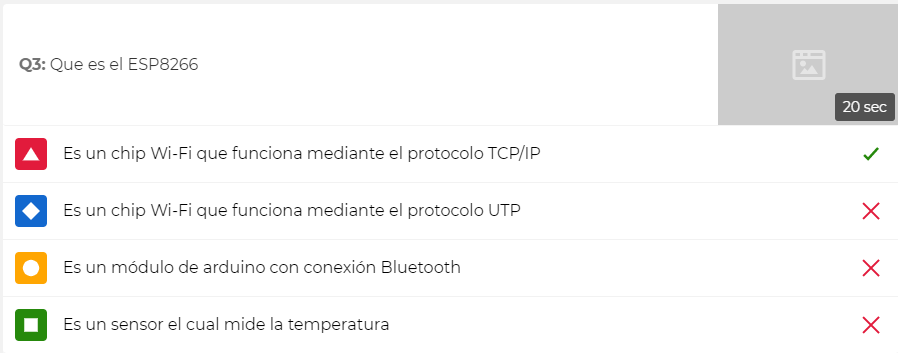 Q3: Que es el ESP8266
20 sec
Es un chip Wi-Fi que funciona mediante el protocolo TCP/IP
Es un chip Wi-Fi que funciona mediante el protocolo UTP
Es un módulo de arduino con conexión Bluetooth
Es un sensor el cual mide la temperatura